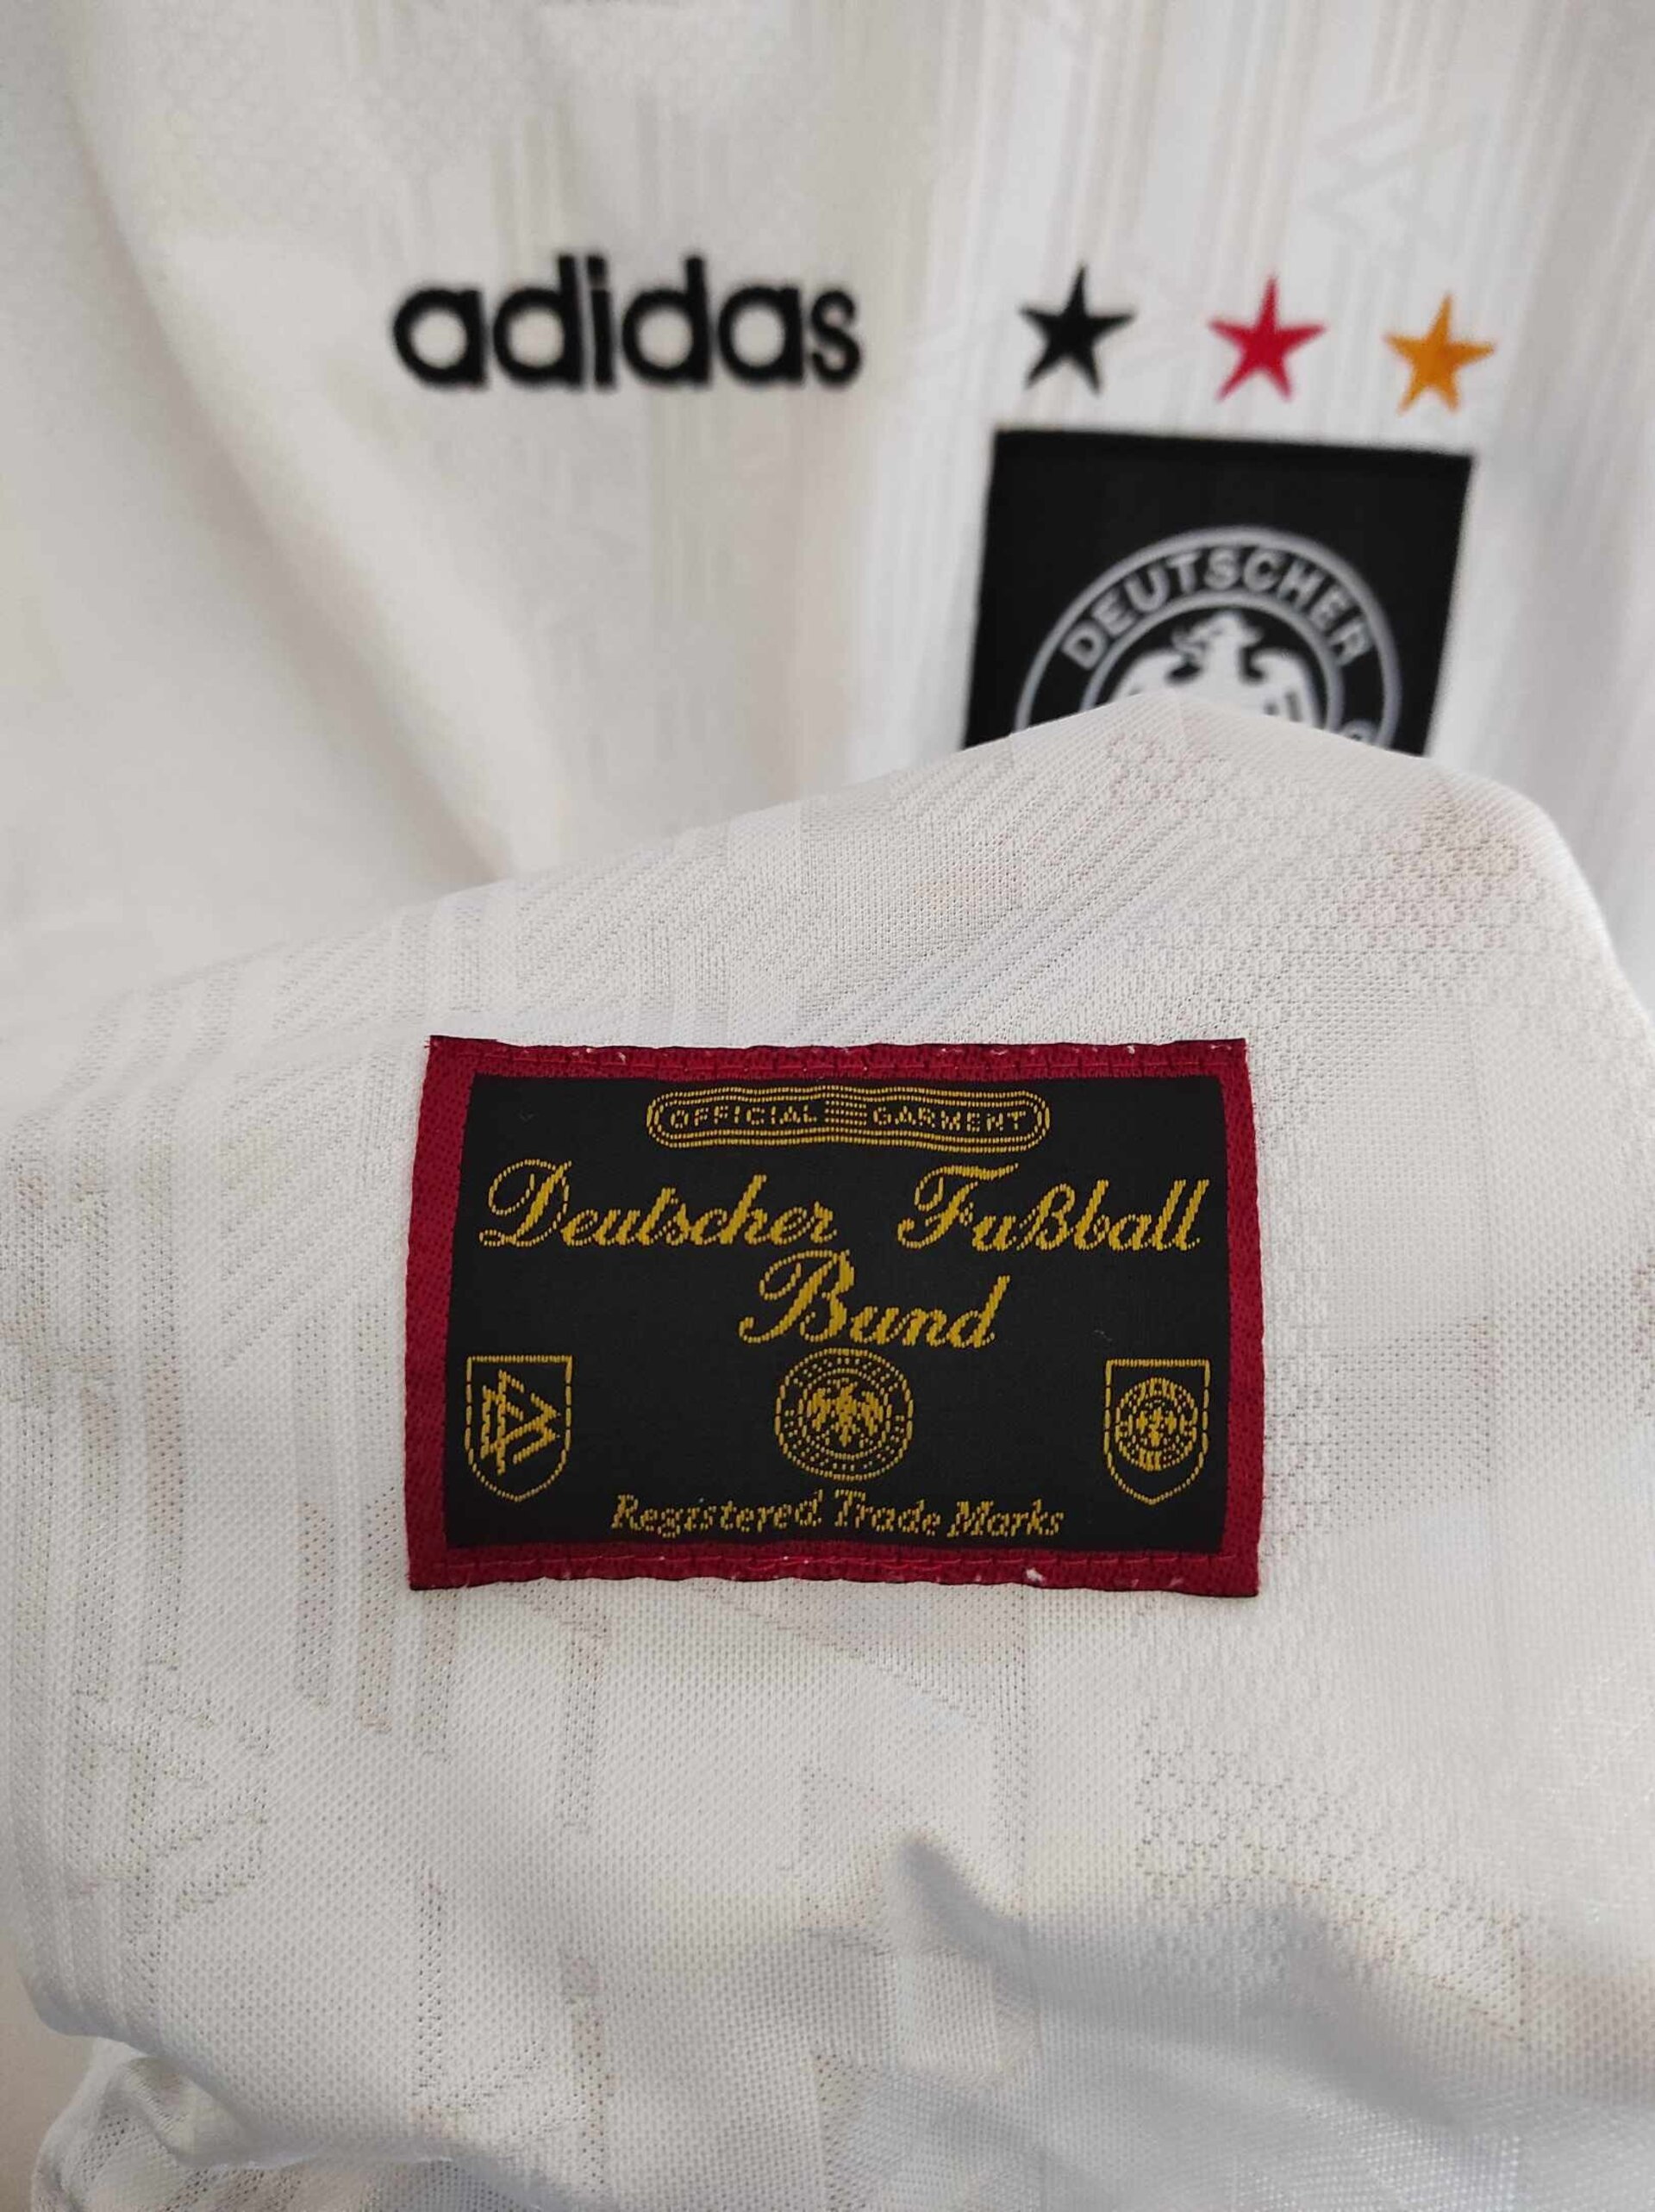 adidas
DEUTSCHER
OFFICIAL GARMENT
Deutscher Fußball
Bund
Registered Trade Marks